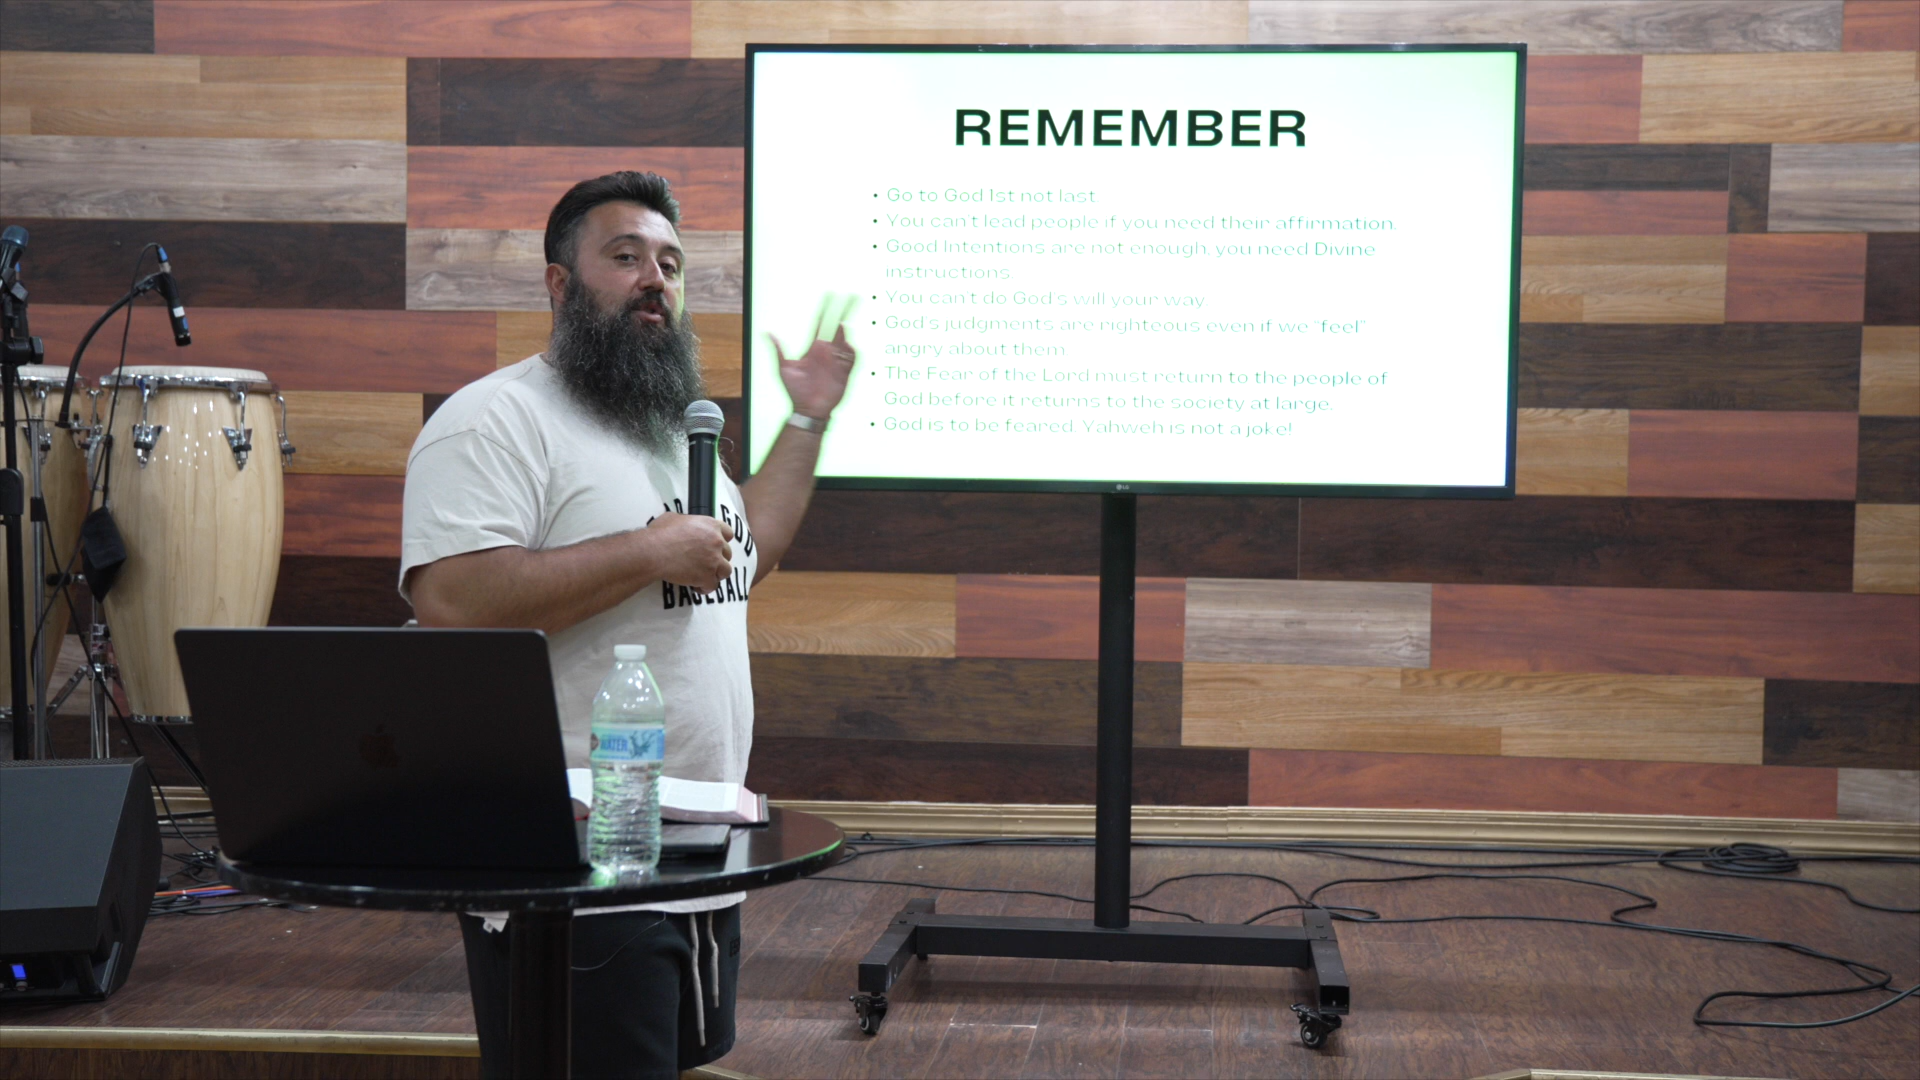 REMEMBER
• Go to God 1st not last.
• You can't lead people if you need their affirmation.
• Good Intentions are not enough, you need Divine
instructions.
• You can't do God's will your way.
• God's judgments are righteous even if we "feel"
angry about them
• The Fear of the Lord must return to the people of
God before it returns to the society at large.
• God is to be feared. Yahweh is not a joke!
LG
GOD
BASEBALL
WATER